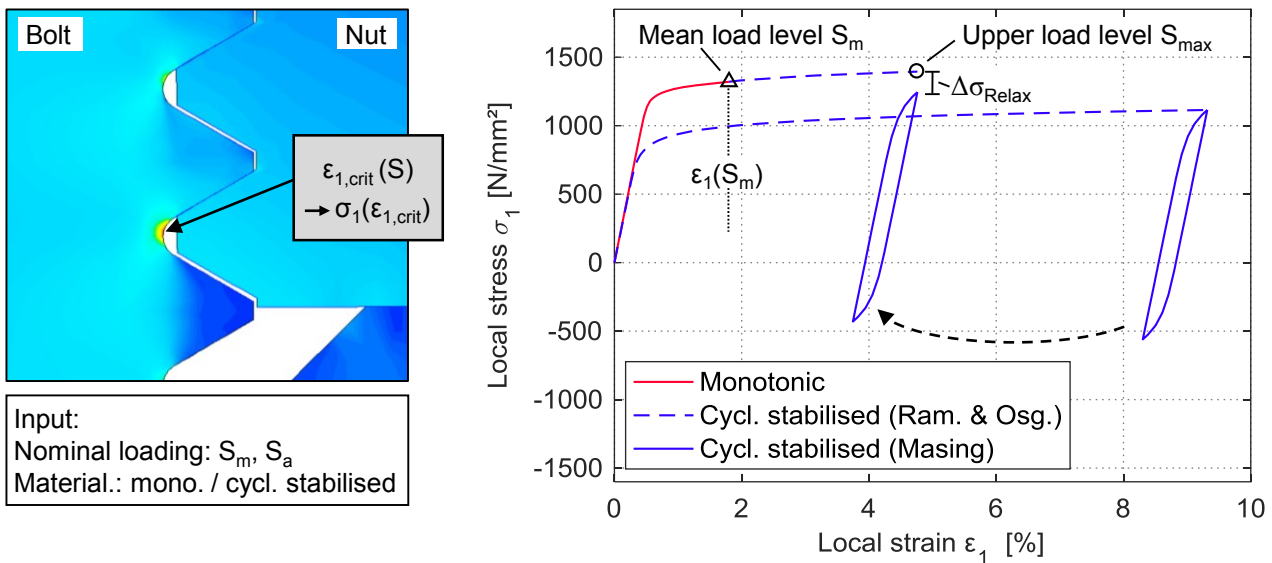 Bolt
Nut
ε1,crit (S)
→ σ1(ε1,crit)
Input:
Nominal loading: Sm, Sa
Material.: mono. / cycl. stabilised
Mean load level Sm
Upper load level Smax
ΔσRelax
ε1(Sm)
Local stress σ1 [N/mm²]
1500
1000
500
0
-500
-1000
-1500
Monotonic
Cycl. stabilised (Ram. & Osg.)
Cycl. stabilised (Masing)
0 2 4 6 8 10
Local strain ε1 [%]